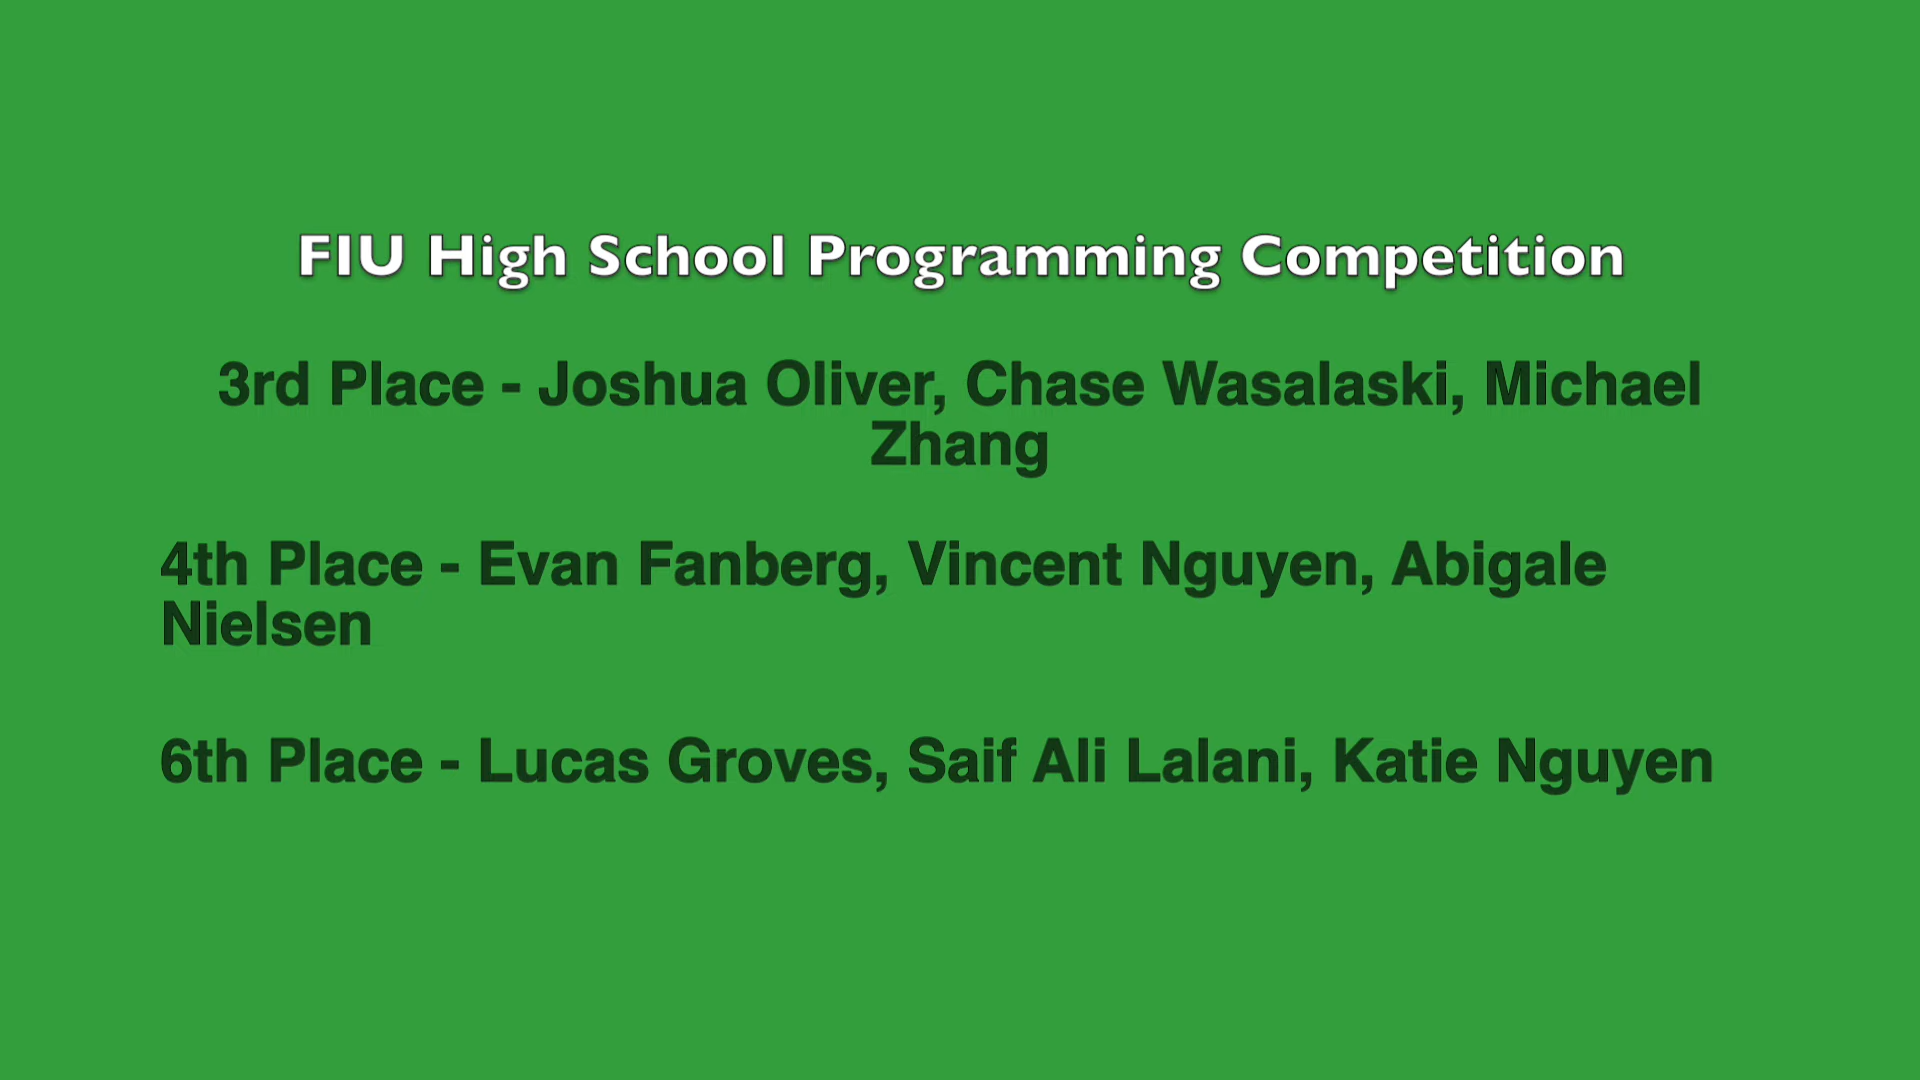 FIU High School Programming Competition
3rd Place - Joshua Oliver, Chase Wasalaski, Michael
Zhang
4th Place - Evan Fanberg, Vincent Nguyen, Abigale
Nielsen
6th Place - Lucas Groves, Saif Ali Lalani, Katie Nguyen